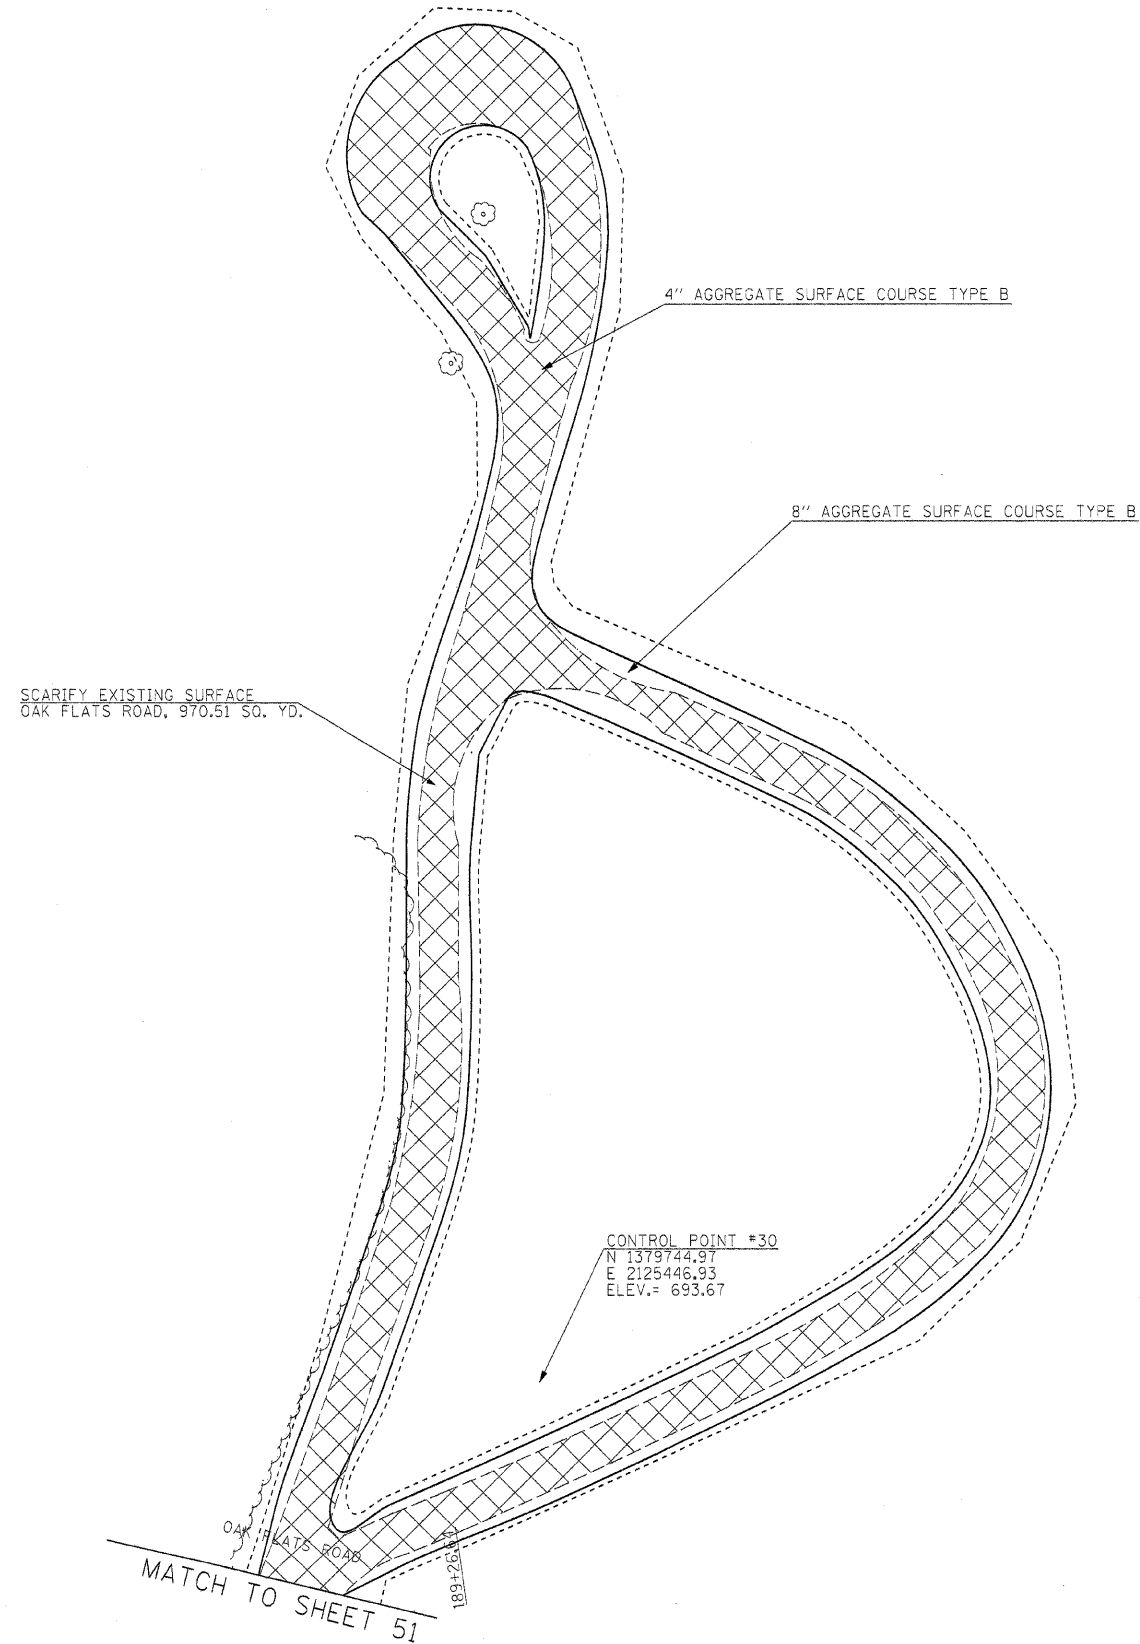 4" AGGREGATE SURFACE COURSE TYPE B
8" AGGREGATE SURFACE COURSE TYPE B
SCARIFY EXISTING SURFACE
OAK FLATS ROAD, 970.51 SQ. YD.
CONTROL POINT #30
N 1379744.97
E 2125446.93
ELEV.= 693.67
OAK FLATS ROAD
189+26.64
MATCH TO SHEET 51